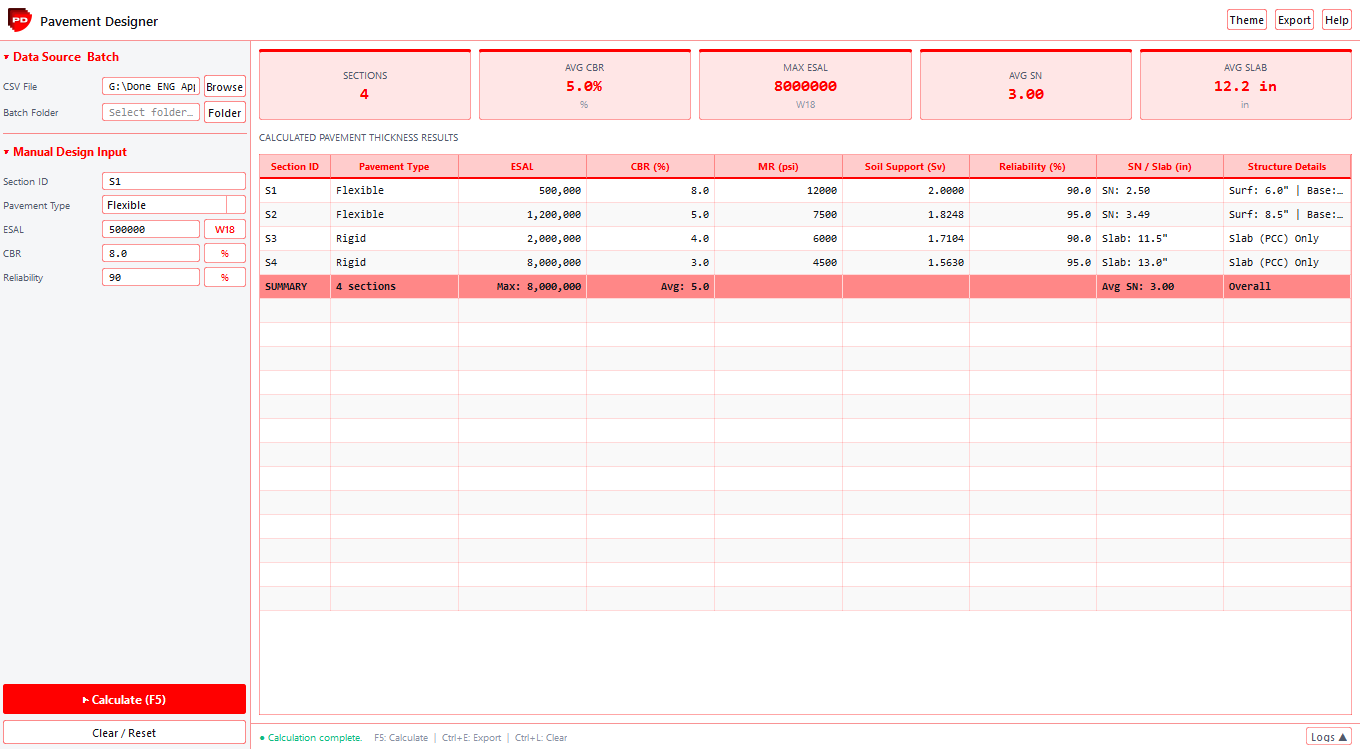 PD Pavement Designer Theme Export Help
▾ Data Source Batch
CSV File G:\Done ENG Ap Browse
Batch Folder Select folder... Folder
▾ Manual Design Input
Section ID S1
Pavement Type Flexible
ESAL 500000 W18
CBR 8.0 %
Reliability 90 %
▶ Calculate (F5)
Clear / Reset
SECTIONS
4
AVG CBR
5.0%
%
MAX ESAL
8000000
W18
AVG SN
3.00
AVG SLAB
12.2 in
in
CALCULATED PAVEMENT THICKNESS RESULTS
Section ID Pavement Type ESAL CBR (%) MR (psi) Soil Support (Sv) Reliability (%) SN / Slab (in) Structure Details
S1 Flexible 500,000 8.0 12000 2.0000 90.0 SN: 2.50 Surf: 6.0" | Base:…
S2 Flexible 1,200,000 5.0 7500 1.8248 95.0 SN: 3.49 Surf: 8.5" | Base:…
S3 Rigid 2,000,000 4.0 6000 1.7104 90.0 Slab: 11.5" Slab (PCC) Only
S4 Rigid 8,000,000 3.0 4500 1.5630 95.0 Slab: 13.0" Slab (PCC) Only
SUMMARY 4 sections Max: 8,000,000 Avg: 5.0 Avg SN: 3.00 Overall
● Calculation complete. F5: Calculate | Ctrl+E: Export | Ctrl+L: Clear Logs ▲